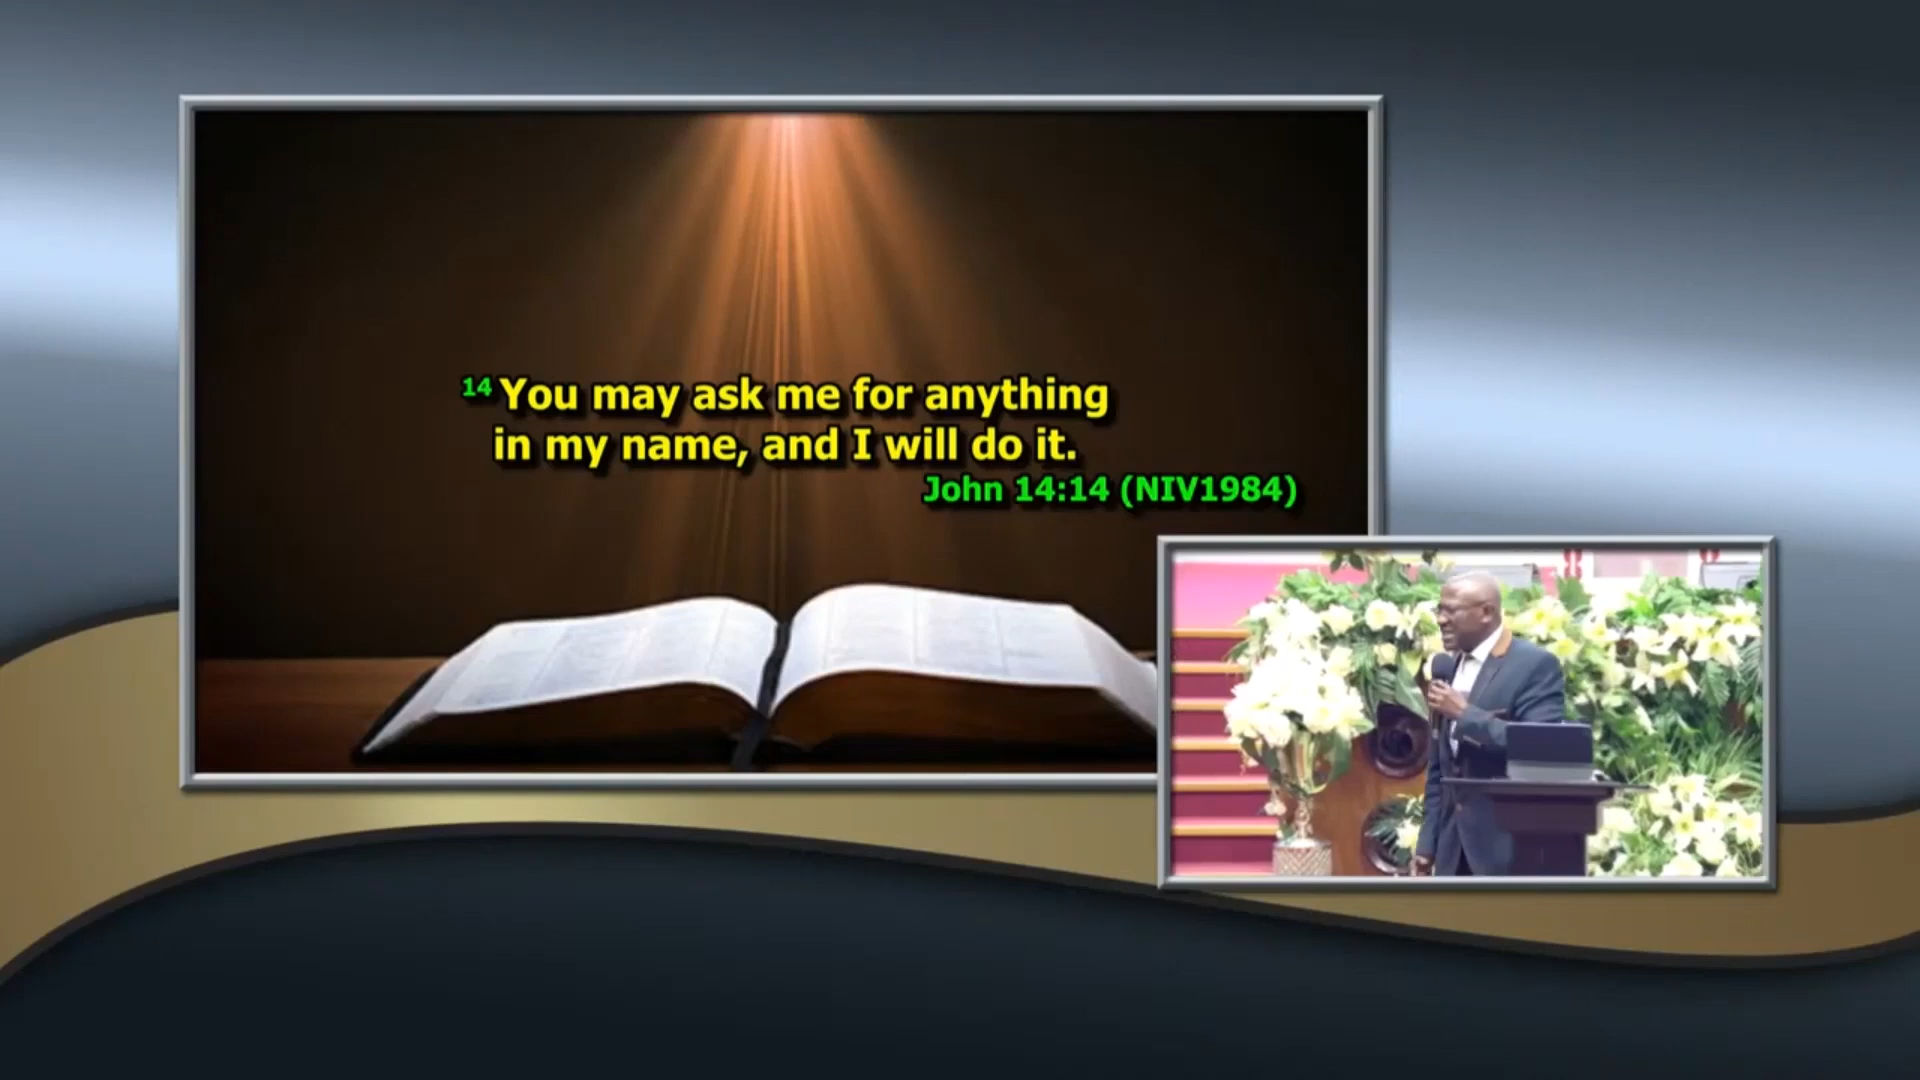 14 You may ask me for anything
in my name, and I will do it.
John 14:14 (NIV1984)